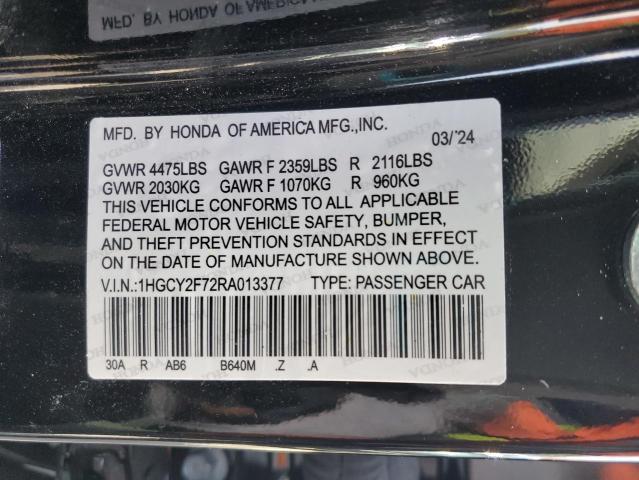 MFD. BY HONDA OF AMERICA MFG.,INC. 03/'24
GVWR 4475LBS GAWR F 2359LBS R 2116LBS
GVWR 2030KG GAWR F 1070KG R 960KG
THIS VEHICLE CONFORMS TO ALL APPLICABLE
FEDERAL MOTOR VEHICLE SAFETY, BUMPER,
AND THEFT PREVENTION STANDARDS IN EFFECT
ON THE DATE OF MANUFACTURE SHOWN ABOVE.
V.I.N.:1HGCY2F72RA013377 TYPE: PASSENGER CAR
30A R AB6 B640M .Z .A